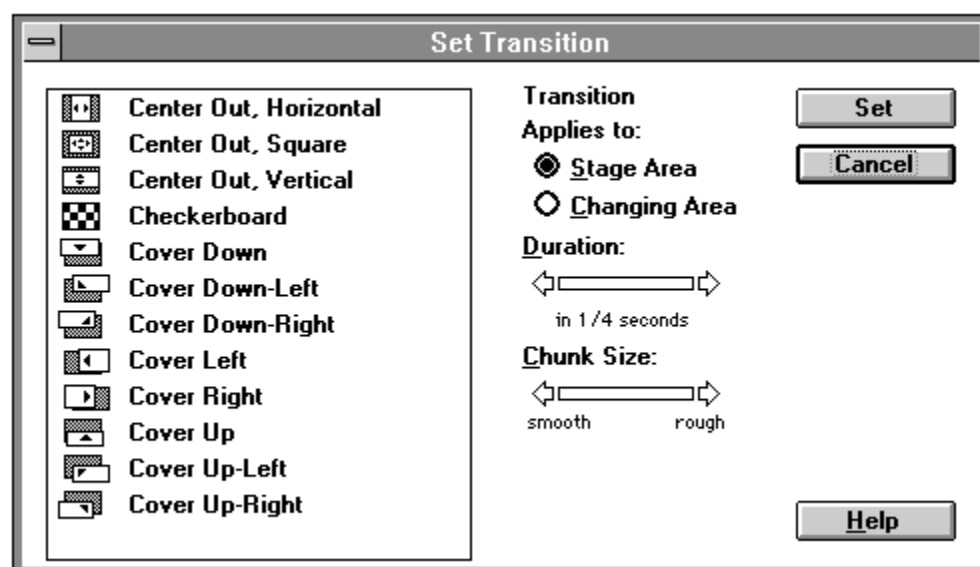 Set Transition
Center Out, Horizontal
Center Out, Square
Center Out, Vertical
Checkerboard
Cover Down
Cover Down-Left
Cover Down-Right
Cover Left
Cover Right
Cover Up
Cover Up-Left
Cover Up-Right
Transition
Applies to:
Stage Area
Changing Area
Duration:
in 1/4 seconds
Chunk Size:
smooth rough
Set
Cancel
Help